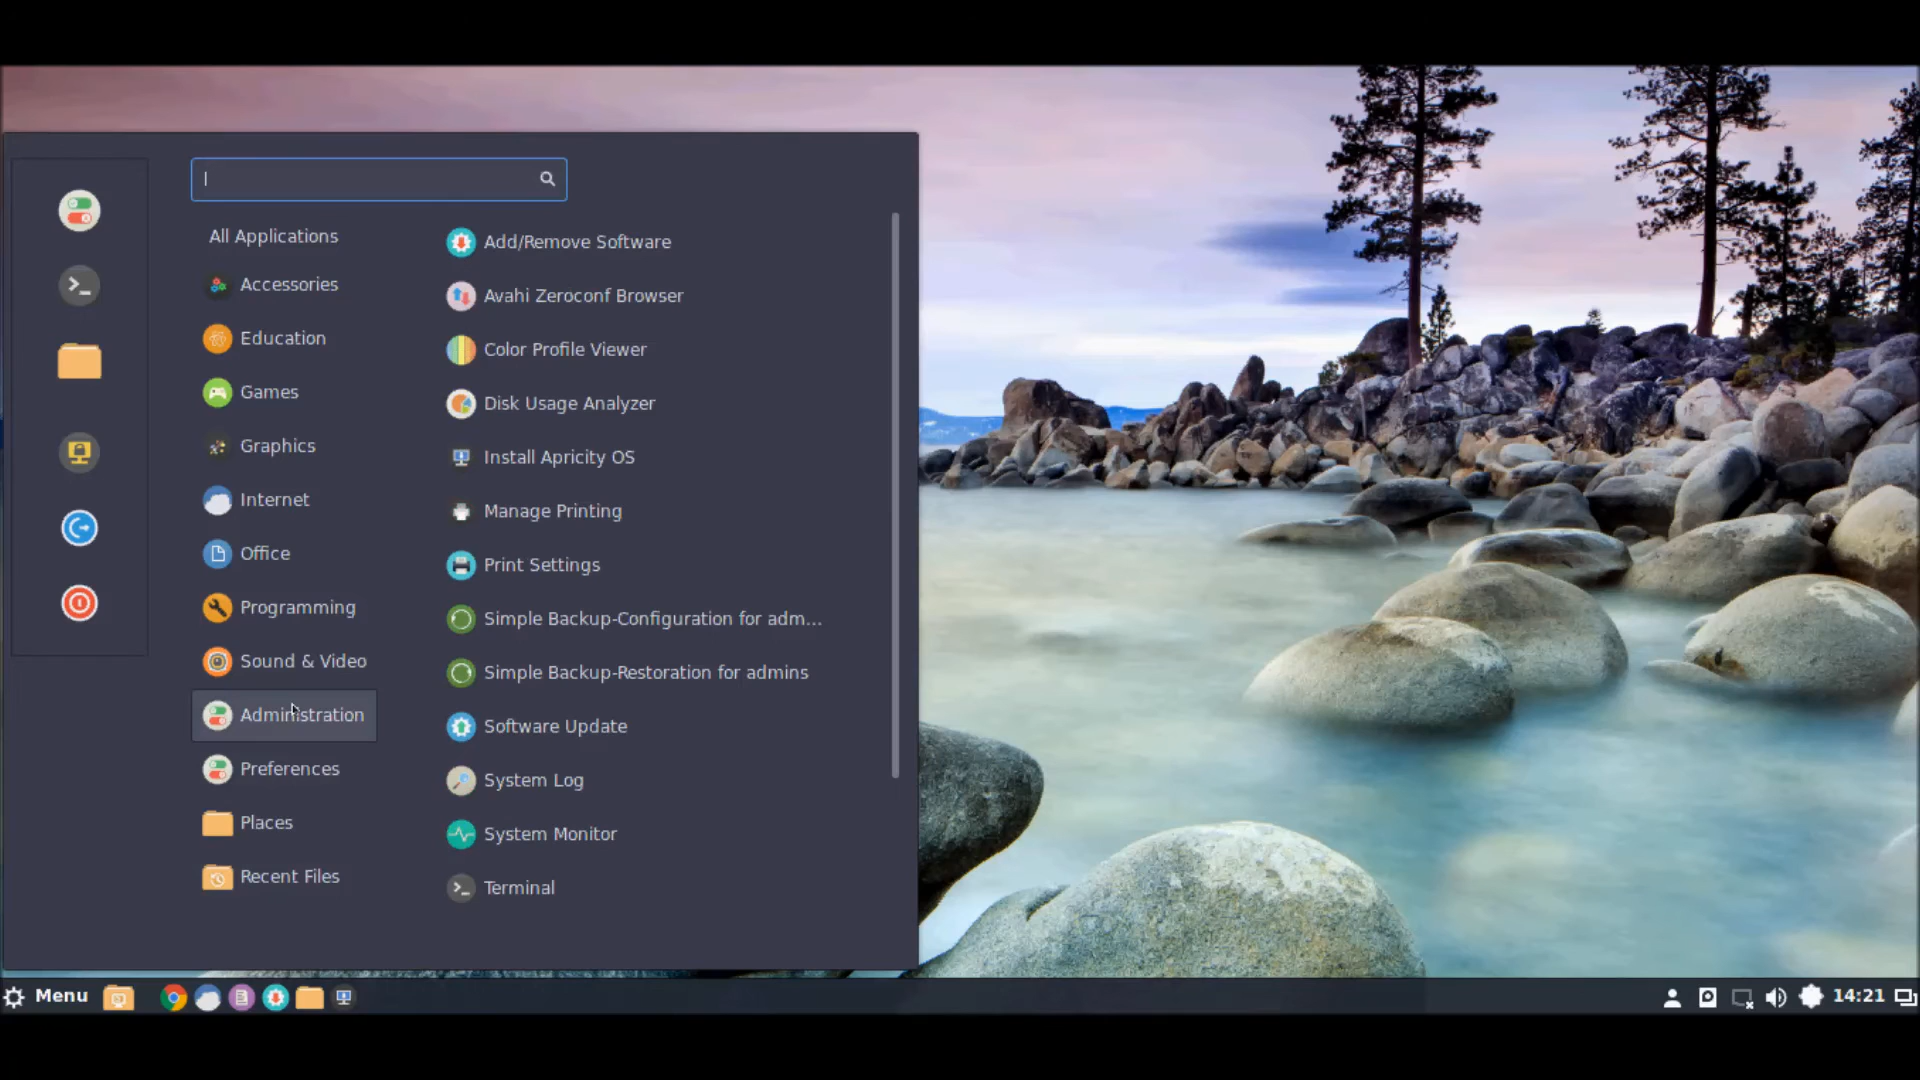 All Applications
Accessories
Education
Games
Graphics
Internet
Office
Programming
Sound & Video
Administration
Preferences
Places
Recent Files
Add/Remove Software
Avahi Zeroconf Browser
Color Profile Viewer
Disk Usage Analyzer
Install Apricity OS
Manage Printing
Print Settings
Simple Backup-Configuration for adm...
Simple Backup-Restoration for admins
Software Update
System Log
System Monitor
Terminal
Menu
14:21